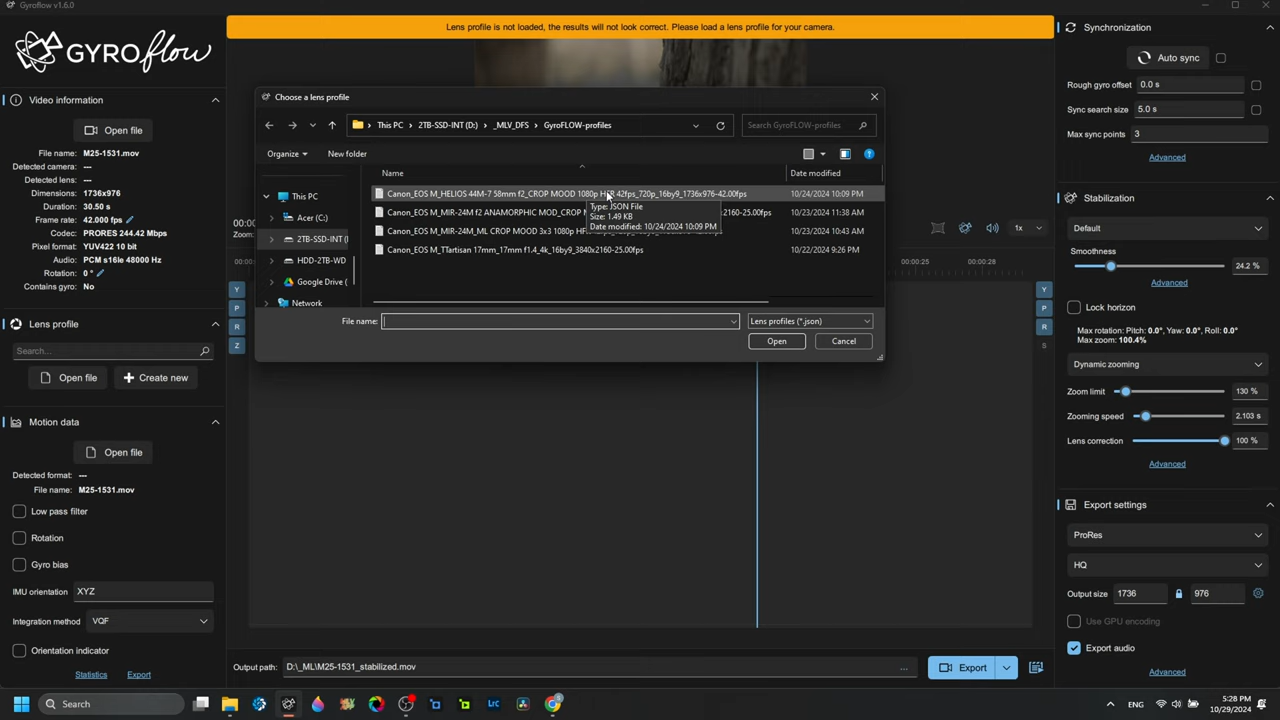 Gyroflow v1.6.0
GYROFLOW
Video information
Open file
File name: M25-1531.mov
Detected camera: ---
Detected lens: ---
Dimensions: 1736x976
Duration: 30.50 s
Frame rate: 42.000 fps
Codec: PRORES 244.42 Mbps
Pixel format: YUV422 10 bit
Audio: PCM s16le 48000 Hz
Rotation: 0 °
Contains gyro: No
Lens profile
Search...
Open file
Create new
Motion data
Open file
Detected format: ---
File name: M25-1531.mov
Low pass filter
Rotation
Gyro bias
IMU orientation XYZ
Integration method VQF
Orientation indicator
Statistics
Export
Lens profile is not loaded, the results will not look correct. Please load a lens profile for your camera.
Choose a lens profile
This PC
2TB-SSD-INT (D:)
_MLV_DFS
GyroFLOW-profiles
Search GyroFLOW-profiles
Organize
New folder
This PC
Acer (C:)
2TB-SSD-INT (
HDD-2TB-WD
Google Drive (
Network
Name
Date modified
Canon_EOS M_HELIOS 44M-7 58mm f2_CROP MOOD 1080p HFR 42fps_720p_16by9_1736x976-42.00fps 10/24/2024 10:09 PM
Canon_EOS M_MIR-24M f2 ANAMORPHIC MOD_CROP M 2160-25.00fps 10/23/2024 11:38 AM
Canon_EOS M_MIR-24M_ML CROP MOOD 3x3 1080p HF 10/23/2024 10:43 AM
Canon_EOS M_TTartisan 17mm_17mm f1.4_4k_16by9_3840x2160-25.00fps 10/22/2024 9:26 PM
Type: JSON File
Size: 1.49 KB
Date modified: 10/24/2024 10:09 PM
File name:
Lens profiles (*.json)
Open
Cancel
Zoom:
00:00:25
00:00:28
1x
Y
P
R
Z
Y
P
R
S
Output path: D:\_ML\M25-1531_stabilized.mov
...
Export
Synchronization
Auto sync
Rough gyro offset 0.0 s
Sync search size 5.0 s
Max sync points 3
Advanced
Stabilization
Default
Smoothness 24.2 %
Advanced
Lock horizon
Max rotation: Pitch: 0.0°, Yaw: 0.0°, Roll: 0.0°.
Max zoom: 100.4%.
Dynamic zooming
Zoom limit 130 %
Zooming speed 2.103 s
Lens correction 100 %
Advanced
Export settings
ProRes
HQ
Output size 1736 976
Use GPU encoding
Export audio
Advanced
Search
ENG
5:28 PM
10/29/2024